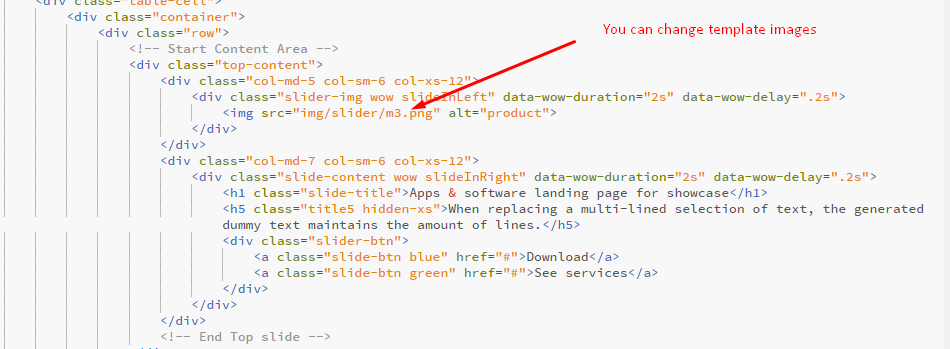 <div class="table-cell">
<div class="container">
<div class="row">
<!-- Start Content Area -->
You can change template images
<div class="top-content">
<div class="col-md-5 col-sm-6 col-xs-12">
<div class="slider-img wow slideInLeft" data-wow-duration="2s" data-wow-delay=".2s">
<img src="img/slider/m3.png" alt="product">
</div>
</div>
<div class="col-md-7 col-sm-6 col-xs-12">
<div class="slide-content wow slideInRight" data-wow-duration="2s" data-wow-delay=".2s">
<h1 class="slide-title">Apps & software landing page for showcase</h1>
<h5 class="title5 hidden-xs">When replacing a multi-lined selection of text, the generated
dummy text maintains the amount of lines.</h5>
<div class="slider-btn">
<a class="slide-btn blue" href="#">Download</a>
<a class="slide-btn green" href="#">See services</a>
</div>
</div>
</div>
<!-- End Top slide -->